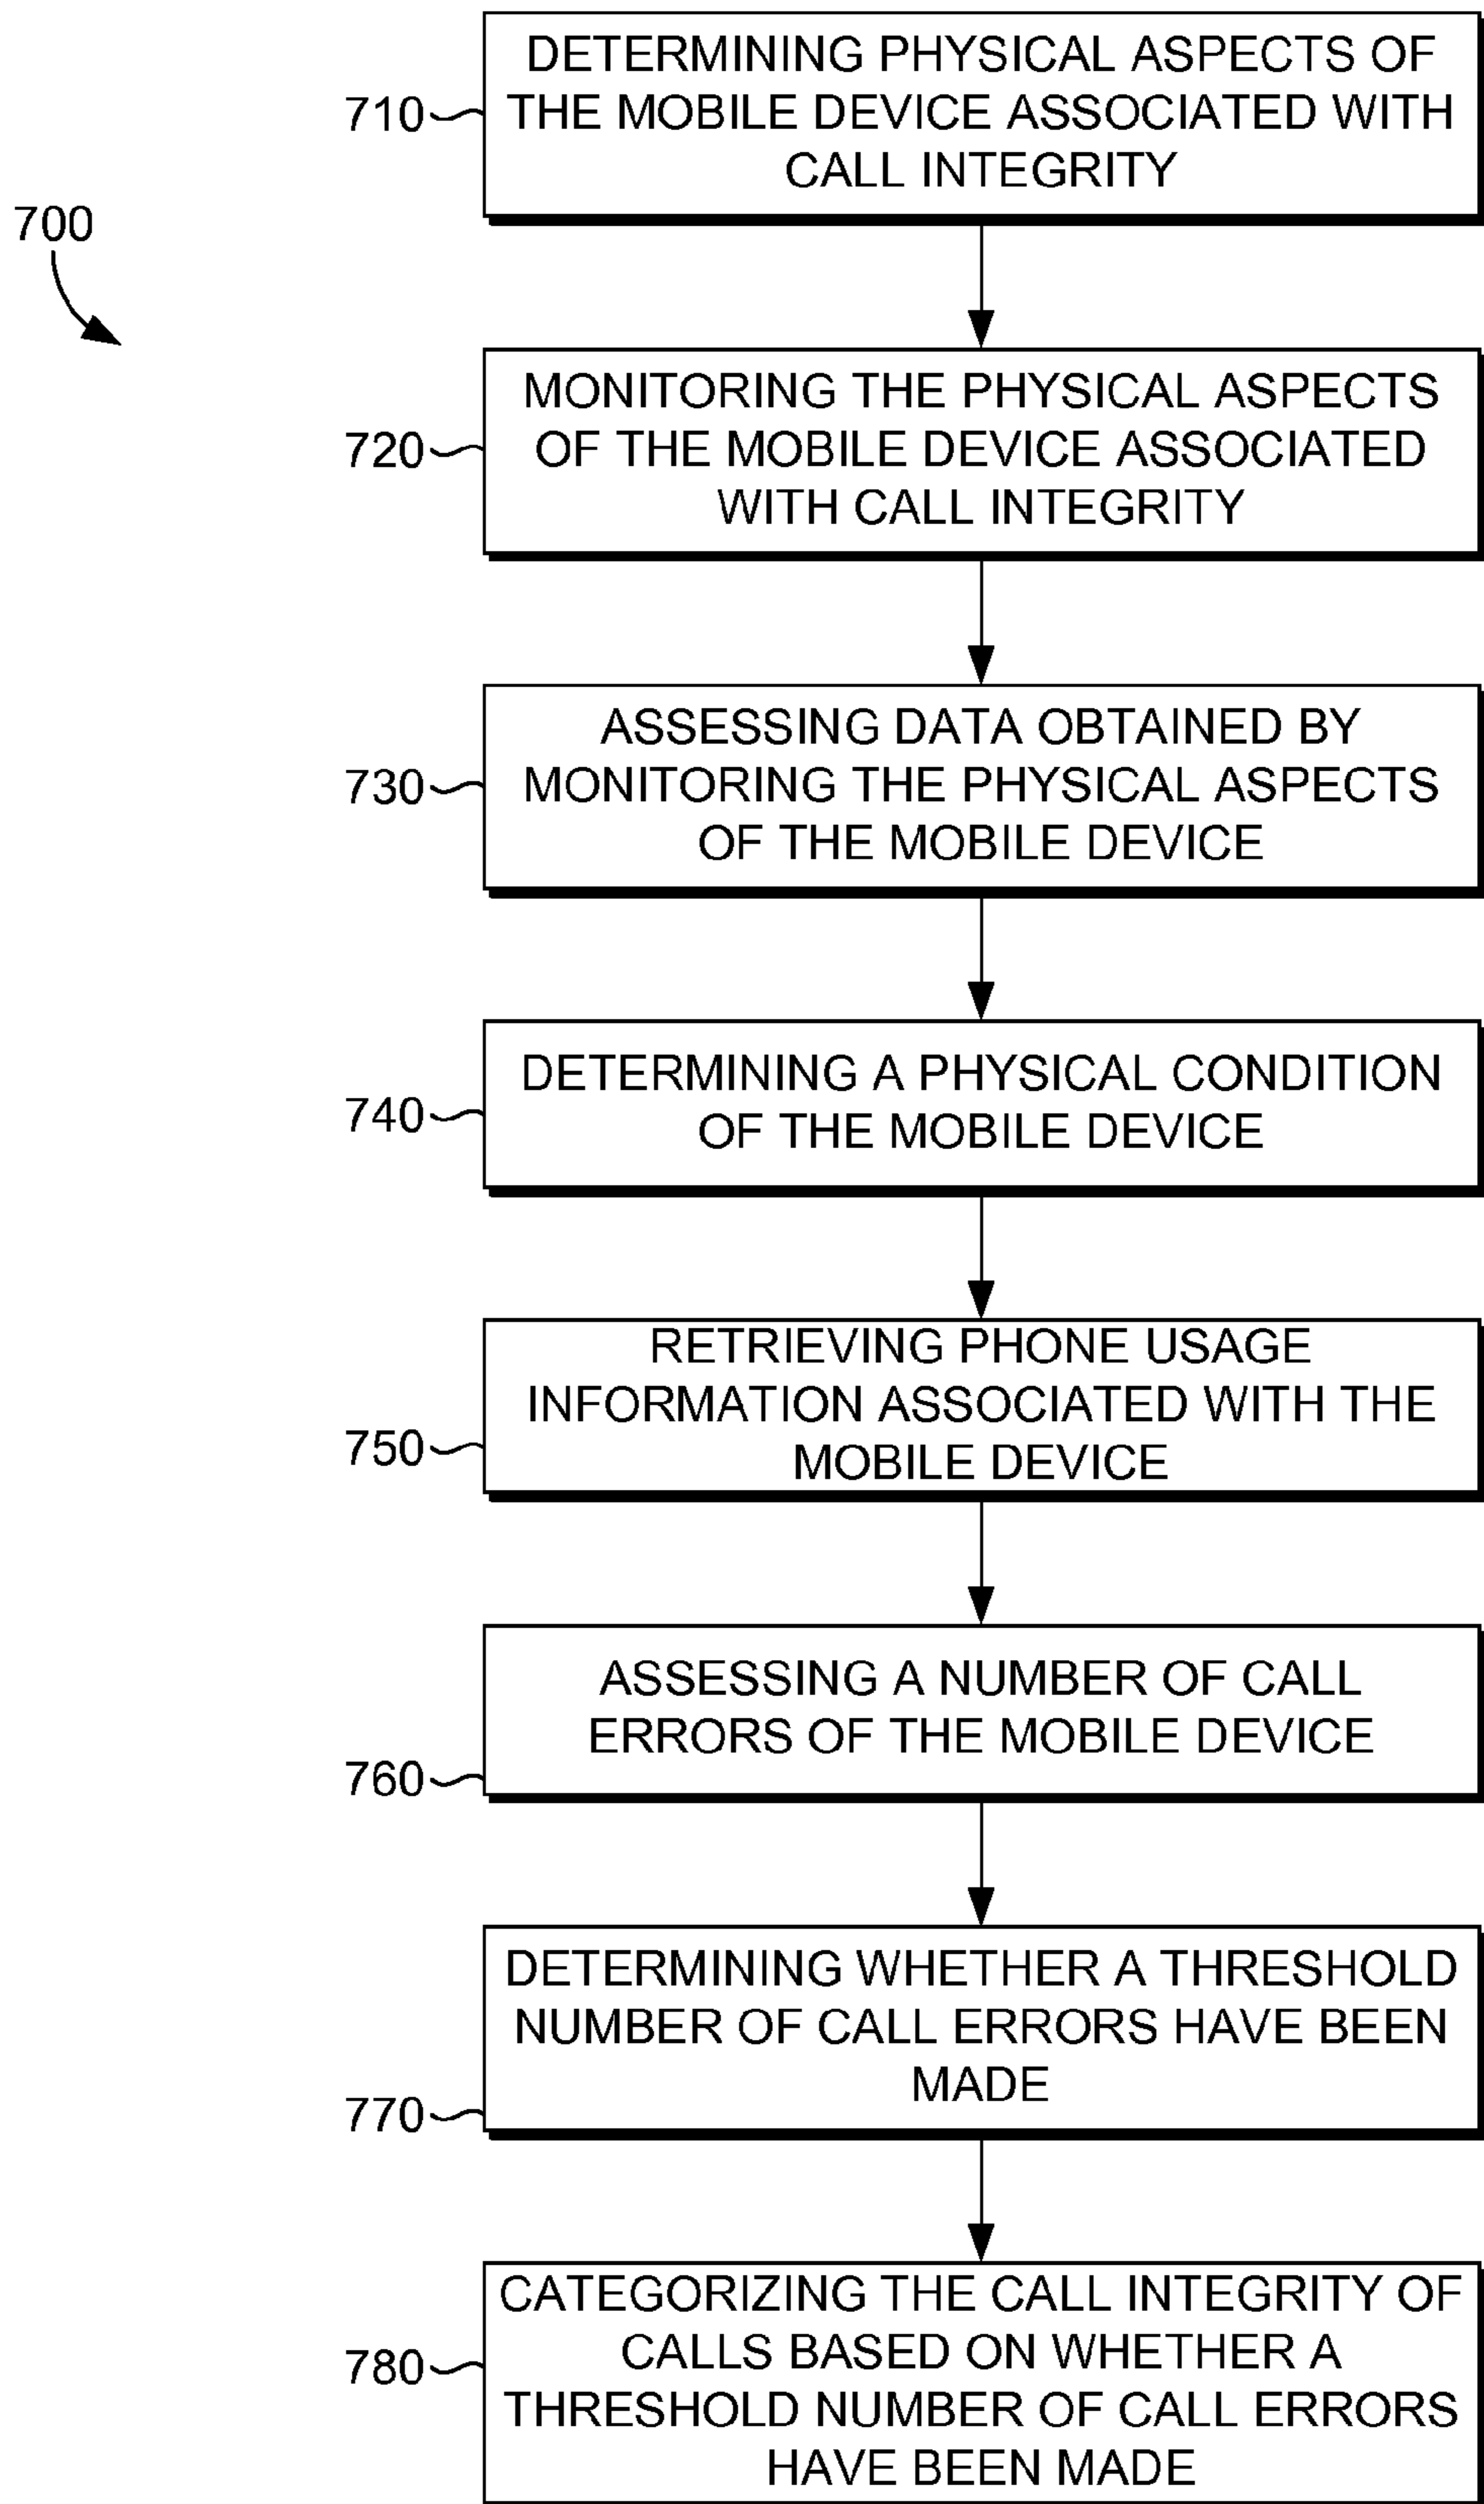 700
710
DETERMINING PHYSICAL ASPECTS OF
THE MOBILE DEVICE ASSOCIATED WITH
CALL INTEGRITY
720
MONITORING THE PHYSICAL ASPECTS
OF THE MOBILE DEVICE ASSOCIATED
WITH CALL INTEGRITY
730
ASSESSING DATA OBTAINED BY
MONITORING THE PHYSICAL ASPECTS
OF THE MOBILE DEVICE
740
DETERMINING A PHYSICAL CONDITION
OF THE MOBILE DEVICE
750
RETRIEVING PHONE USAGE
INFORMATION ASSOCIATED WITH THE
MOBILE DEVICE
760
ASSESSING A NUMBER OF CALL
ERRORS OF THE MOBILE DEVICE
770
DETERMINING WHETHER A THRESHOLD
NUMBER OF CALL ERRORS HAVE BEEN
MADE
780
CATEGORIZING THE CALL INTEGRITY OF
CALLS BASED ON WHETHER A
THRESHOLD NUMBER OF CALL ERRORS
HAVE BEEN MADE